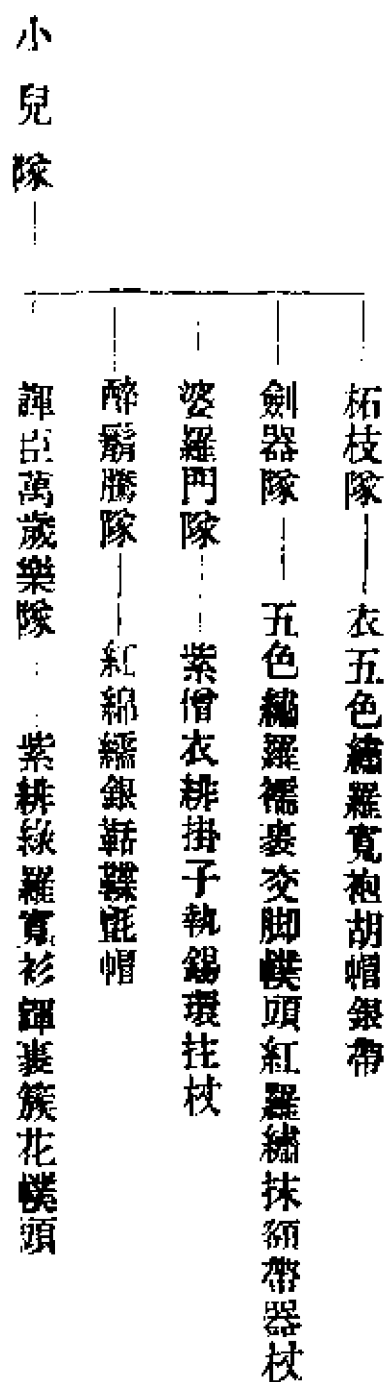 小兒隊
柘枝隊——衣五色繡羅寬袍胡帽銀帶
劍器隊——五色繡羅襦裹交脚幞頭紅羅繡抹額帶器杖
婆羅門隊……紫僧衣緋掛子執錫環拄杖
醉鬍騰隊——紅錦繻銀䩞鞢氈帽
諢臣萬歲樂隊……紫緋綠羅寬衫諢裹簇花幞頭